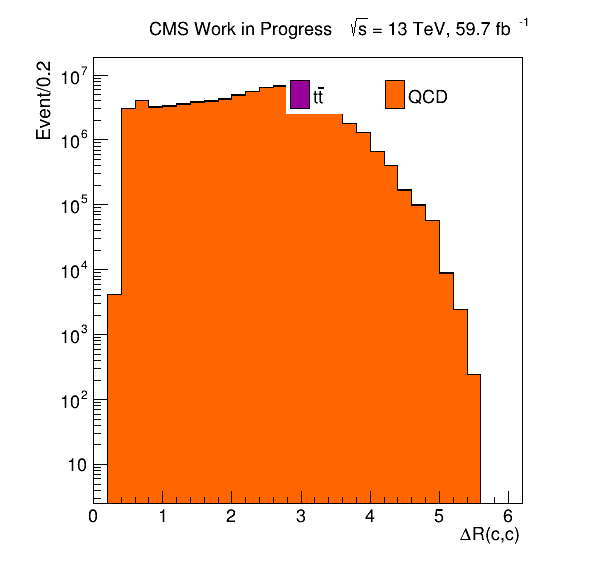 CMS Work in Progress √s = 13 TeV, 59.7 fb⁻¹
Event/0.2
tt̄
QCD
10⁷
10⁶
10⁵
10⁴
10³
10²
10
0 1 2 3 4 5 6
ΔR(c,c)